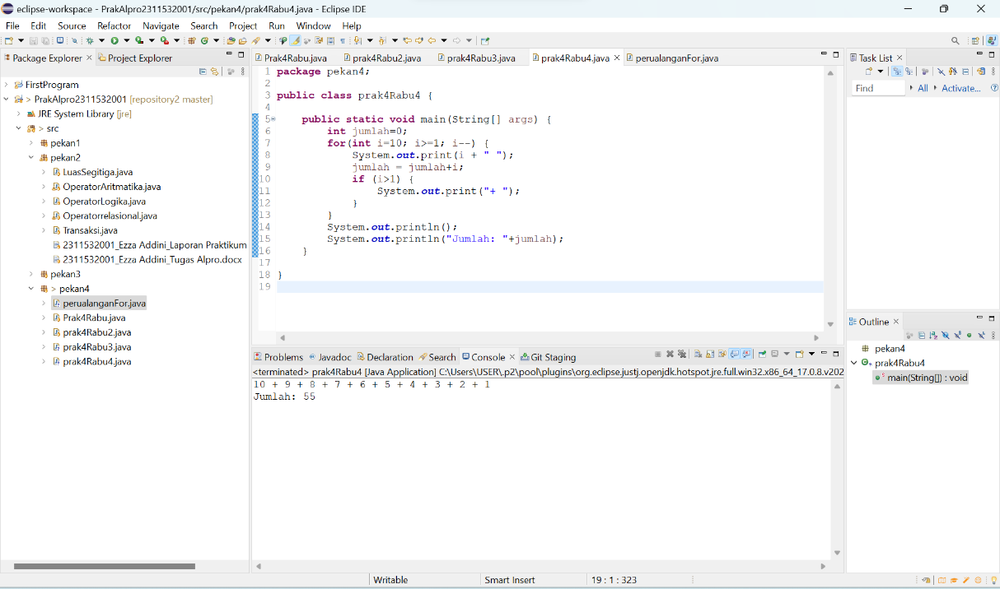 eclipse-workspace - PrakAlpro2311532001/src/pekan4/prak4Rabu4.java - Eclipse IDE
File Edit Source Refactor Navigate Search Project Run Window Help
Package Explorer Project Explorer
FirstProgram
> PrakAlpro2311532001 [repository2 master]
JRE System Library [jre]
> src
pekan1
pekan2
LuasSegitiga.java
OperatorAritmatika.java
OperatorLogika.java
Operatorrelasional.java
Transaksi.java
2311532001_Ezza Addini_Laporan Praktikum
2311532001_Ezza Addini_Tugas Alpro.docx
pekan3
> pekan4
perualanganFor.java
Prak4Rabu.java
prak4Rabu2.java
prak4Rabu3.java
prak4Rabu4.java
Prak4Rabu.java prak4Rabu2.java prak4Rabu3.java prak4Rabu4.java perualanganFor.java
1 package pekan4;
2
3 public class prak4Rabu4 {
4
5 public static void main(String[] args) {
6 int jumlah=0;
7 for(int i=10; i>=1; i--) {
8 System.out.print(i + " ");
9 jumlah = jumlah+i;
10 if (i>1) {
11 System.out.print("+ ");
12 }
13 }
14 System.out.println();
15 System.out.println("Jumlah: "+jumlah);
16 }
17
18 }
19
Problems Javadoc Declaration Search Console Git Staging
<terminated> prak4Rabu4 [Java Application] C:\Users\USER\.p2\pool\plugins\org.eclipse.justj.openjdk.hotspot.jre.full.win32.x86_64_17.0.8.v202
10 + 9 + 8 + 7 + 6 + 5 + 4 + 3 + 2 + 1
Jumlah: 55
Task List
Find All Activate...
Outline
pekan4
prak4Rabu4
main(String[]) : void
Writable Smart Insert 19 : 1 : 323